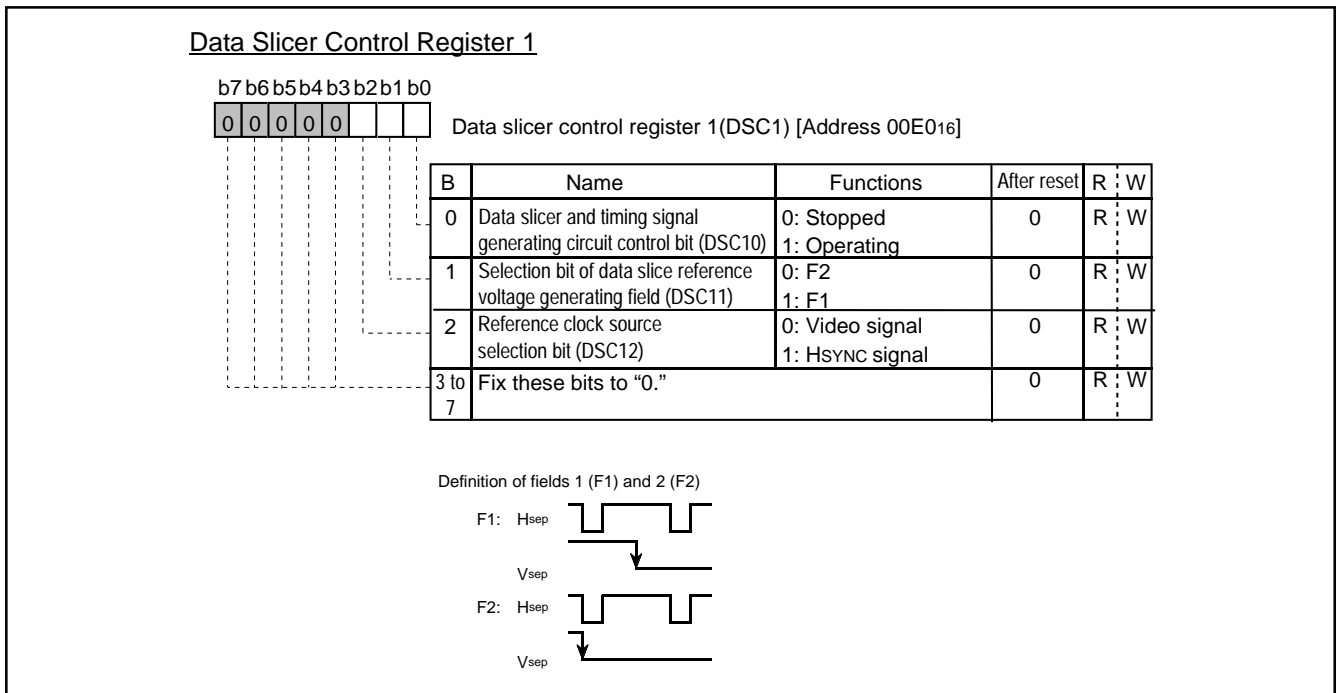 Data Slicer Control Register 1
b7 b6 b5 b4 b3 b2 b1 b0
0 0 0 0 0
Data slicer control register 1(DSC1) [Address 00E016]
B Name Functions After reset R W
0 Data slicer and timing signal 0: Stopped 0 R W
generating circuit control bit (DSC10) 1: Operating
1 Selection bit of data slice reference 0: F2 0 R W
voltage generating field (DSC11) 1: F1
2 Reference clock source 0: Video signal 0 R W
selection bit (DSC12) 1: HSYNC signal
3 to Fix these bits to “0.” 0 R W
7
Definition of fields 1 (F1) and 2 (F2)
F1: Hsep
Vsep
F2: Hsep
Vsep